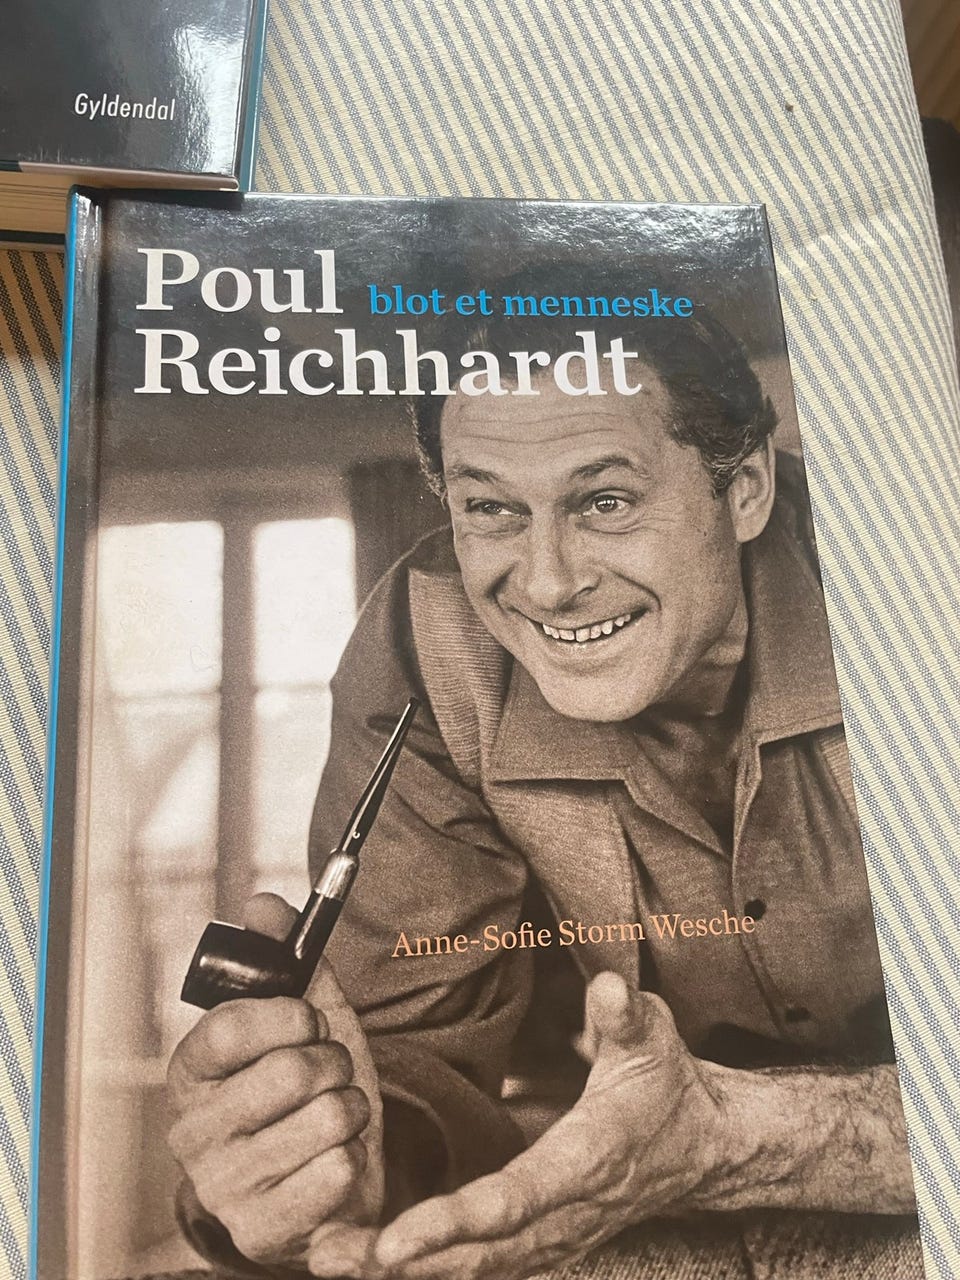 Gyldendal
Poul
blot et menneske
Reichhardt
Anne-Sofie Storm Wesche